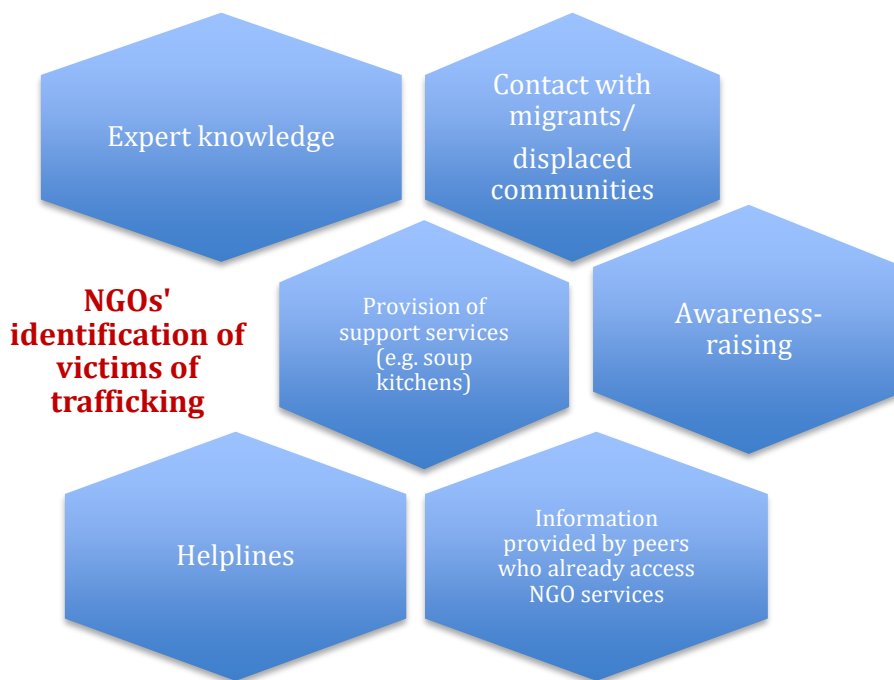 Expert knowledge
Contact with
migrants/
displaced
communities
NGOs'
identification of
victims of
trafficking
Provision of
support services
(e.g. soup
kitchens)
Awareness-
raising
Helplines
Information
provided by peers
who already access
NGO services